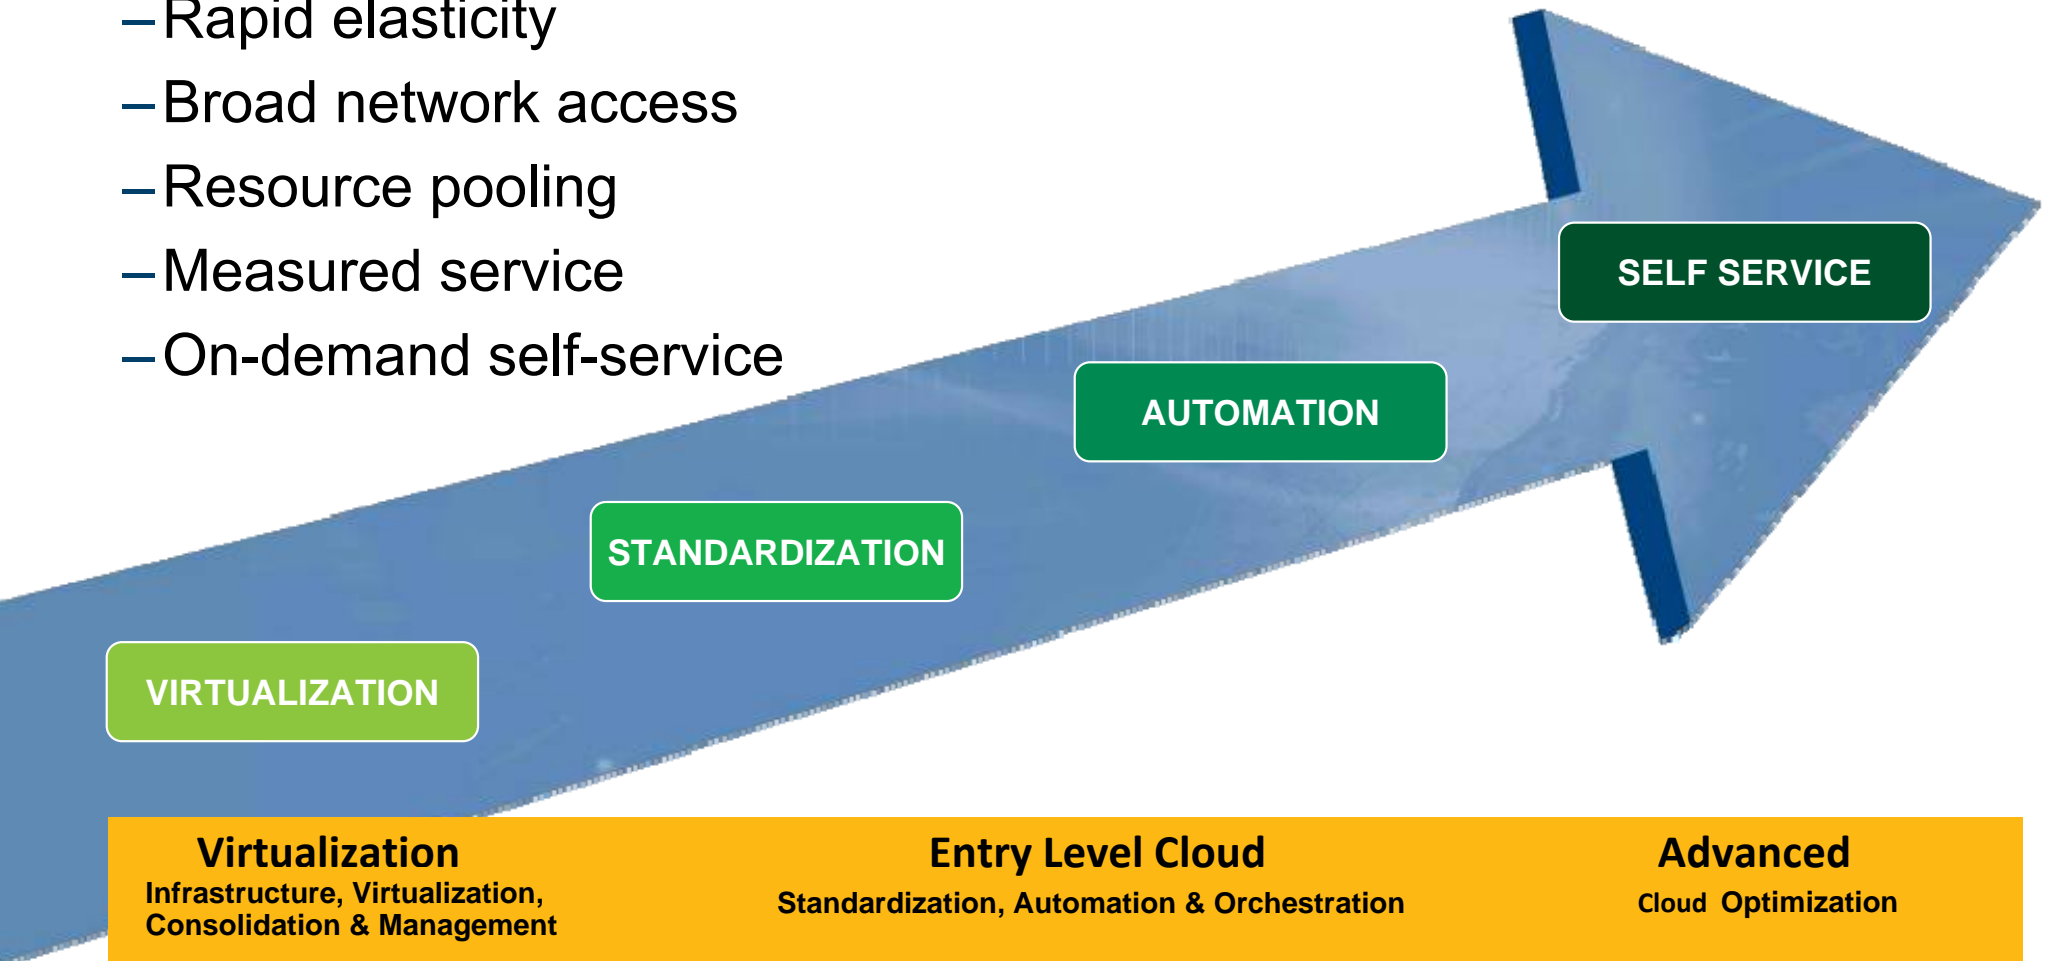 –Rapid elasticity
–Broad network access
–Resource pooling
–Measured service
–On-demand self-service
SELF SERVICE
AUTOMATION
STANDARDIZATION
VIRTUALIZATION
Virtualization
Infrastructure, Virtualization,
Consolidation & Management
Entry Level Cloud
Standardization, Automation & Orchestration
Advanced
Cloud Optimization